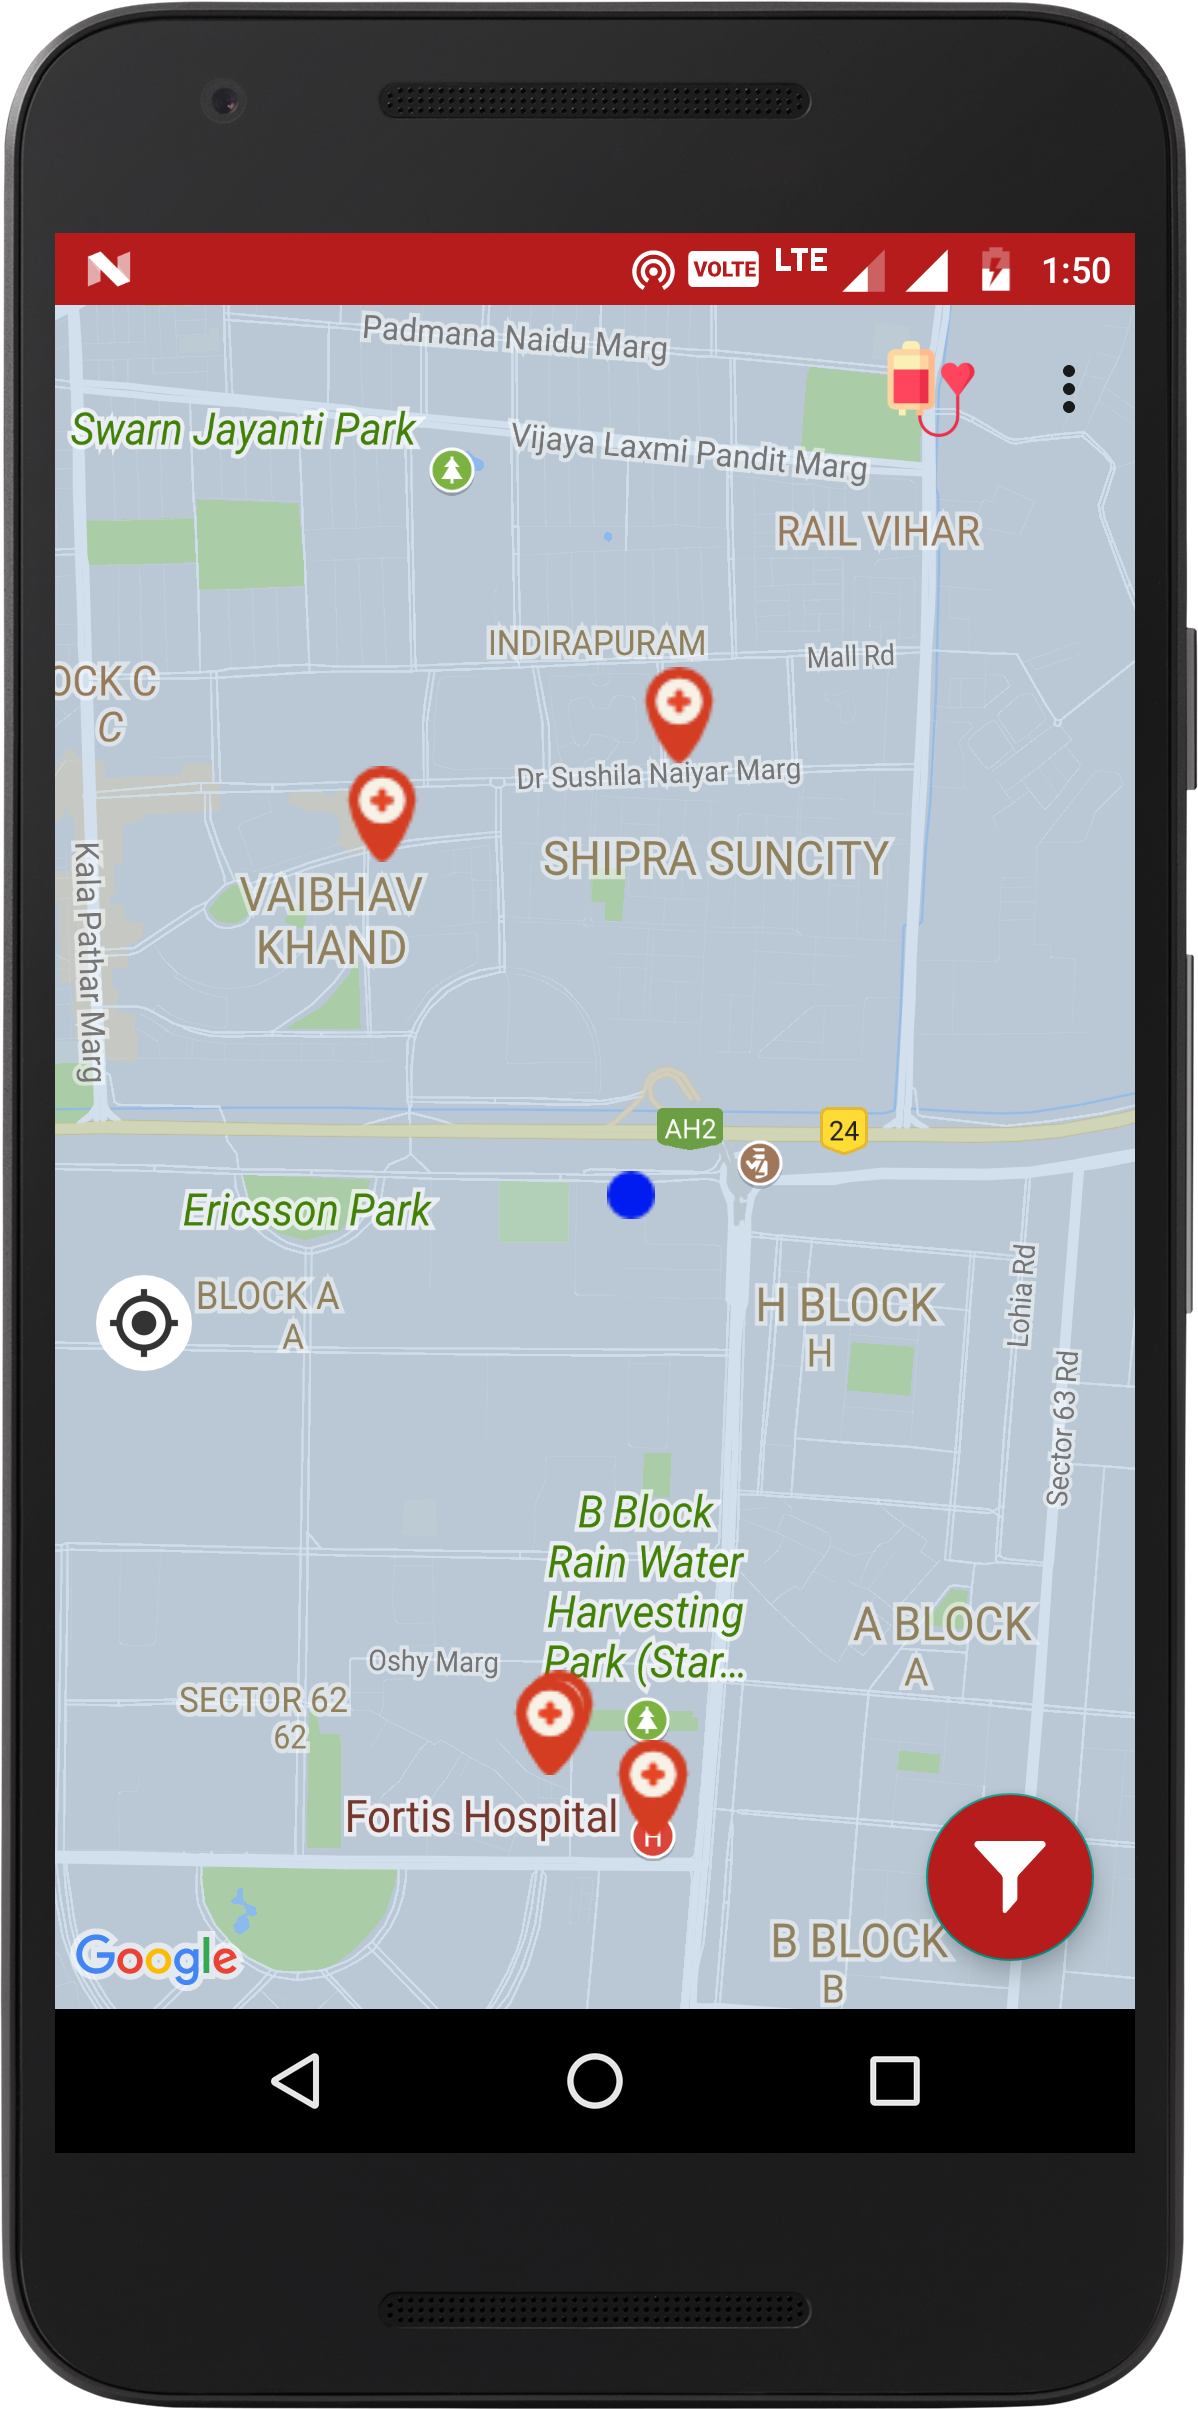 VOLTE LTE 1:50
Padmana Naidu Marg
Swarn Jayanti Park
Vijaya Laxmi Pandit Marg
RAIL VIHAR
INDIRAPURAM
Mall Rd
OCK C
C
Dr Sushila Naiyar Marg
SHIPRA SUNCITY
VAIBHAV
KHAND
Kala Pathar Marg
AH2
24
Ericsson Park
BLOCK A
A
H BLOCK
H
Lohia Rd
Sector 63 Rd
B Block
Rain Water
Harvesting
Park (Star...
A BLOCK
A
Oshy Marg
SECTOR 62
62
Fortis Hospital
H
B BLOCK
B
Google